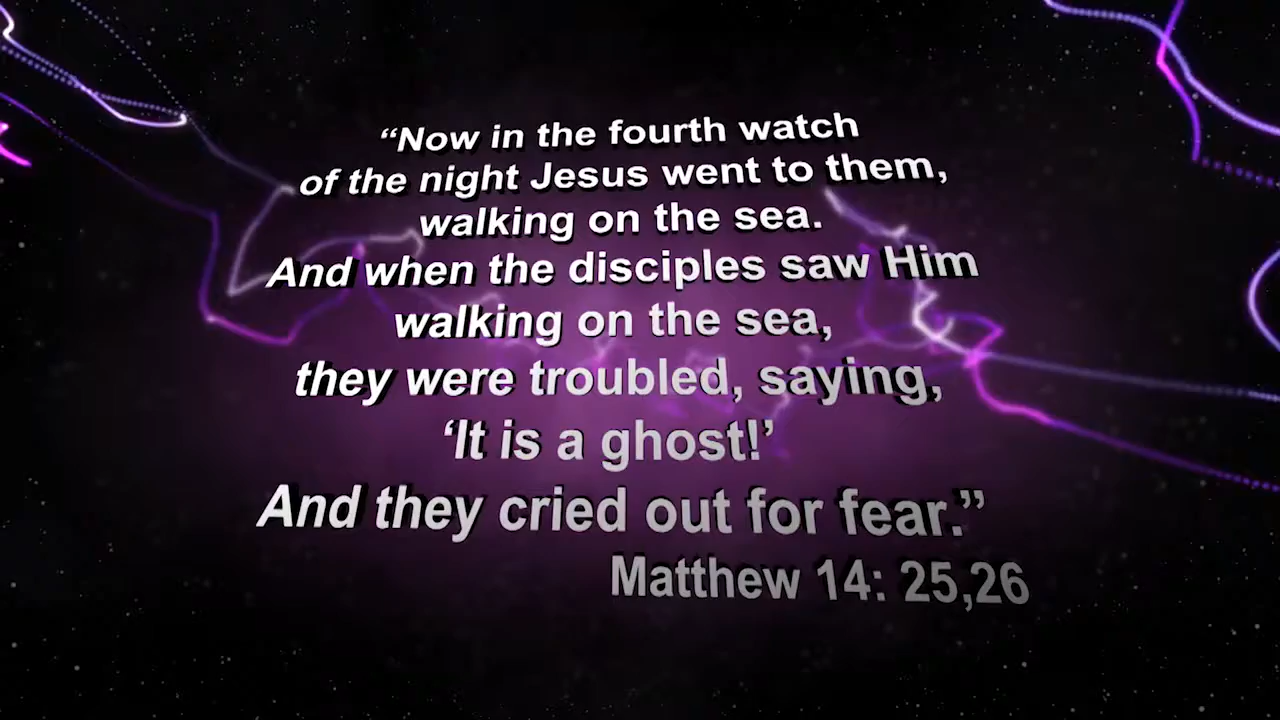 “Now in the fourth watch
of the night Jesus went to them,
walking on the sea.
And when the disciples saw Him
walking on the sea,
they were troubled, saying,
‘It is a ghost!’
And they cried out for fear.”
Matthew 14: 25,26